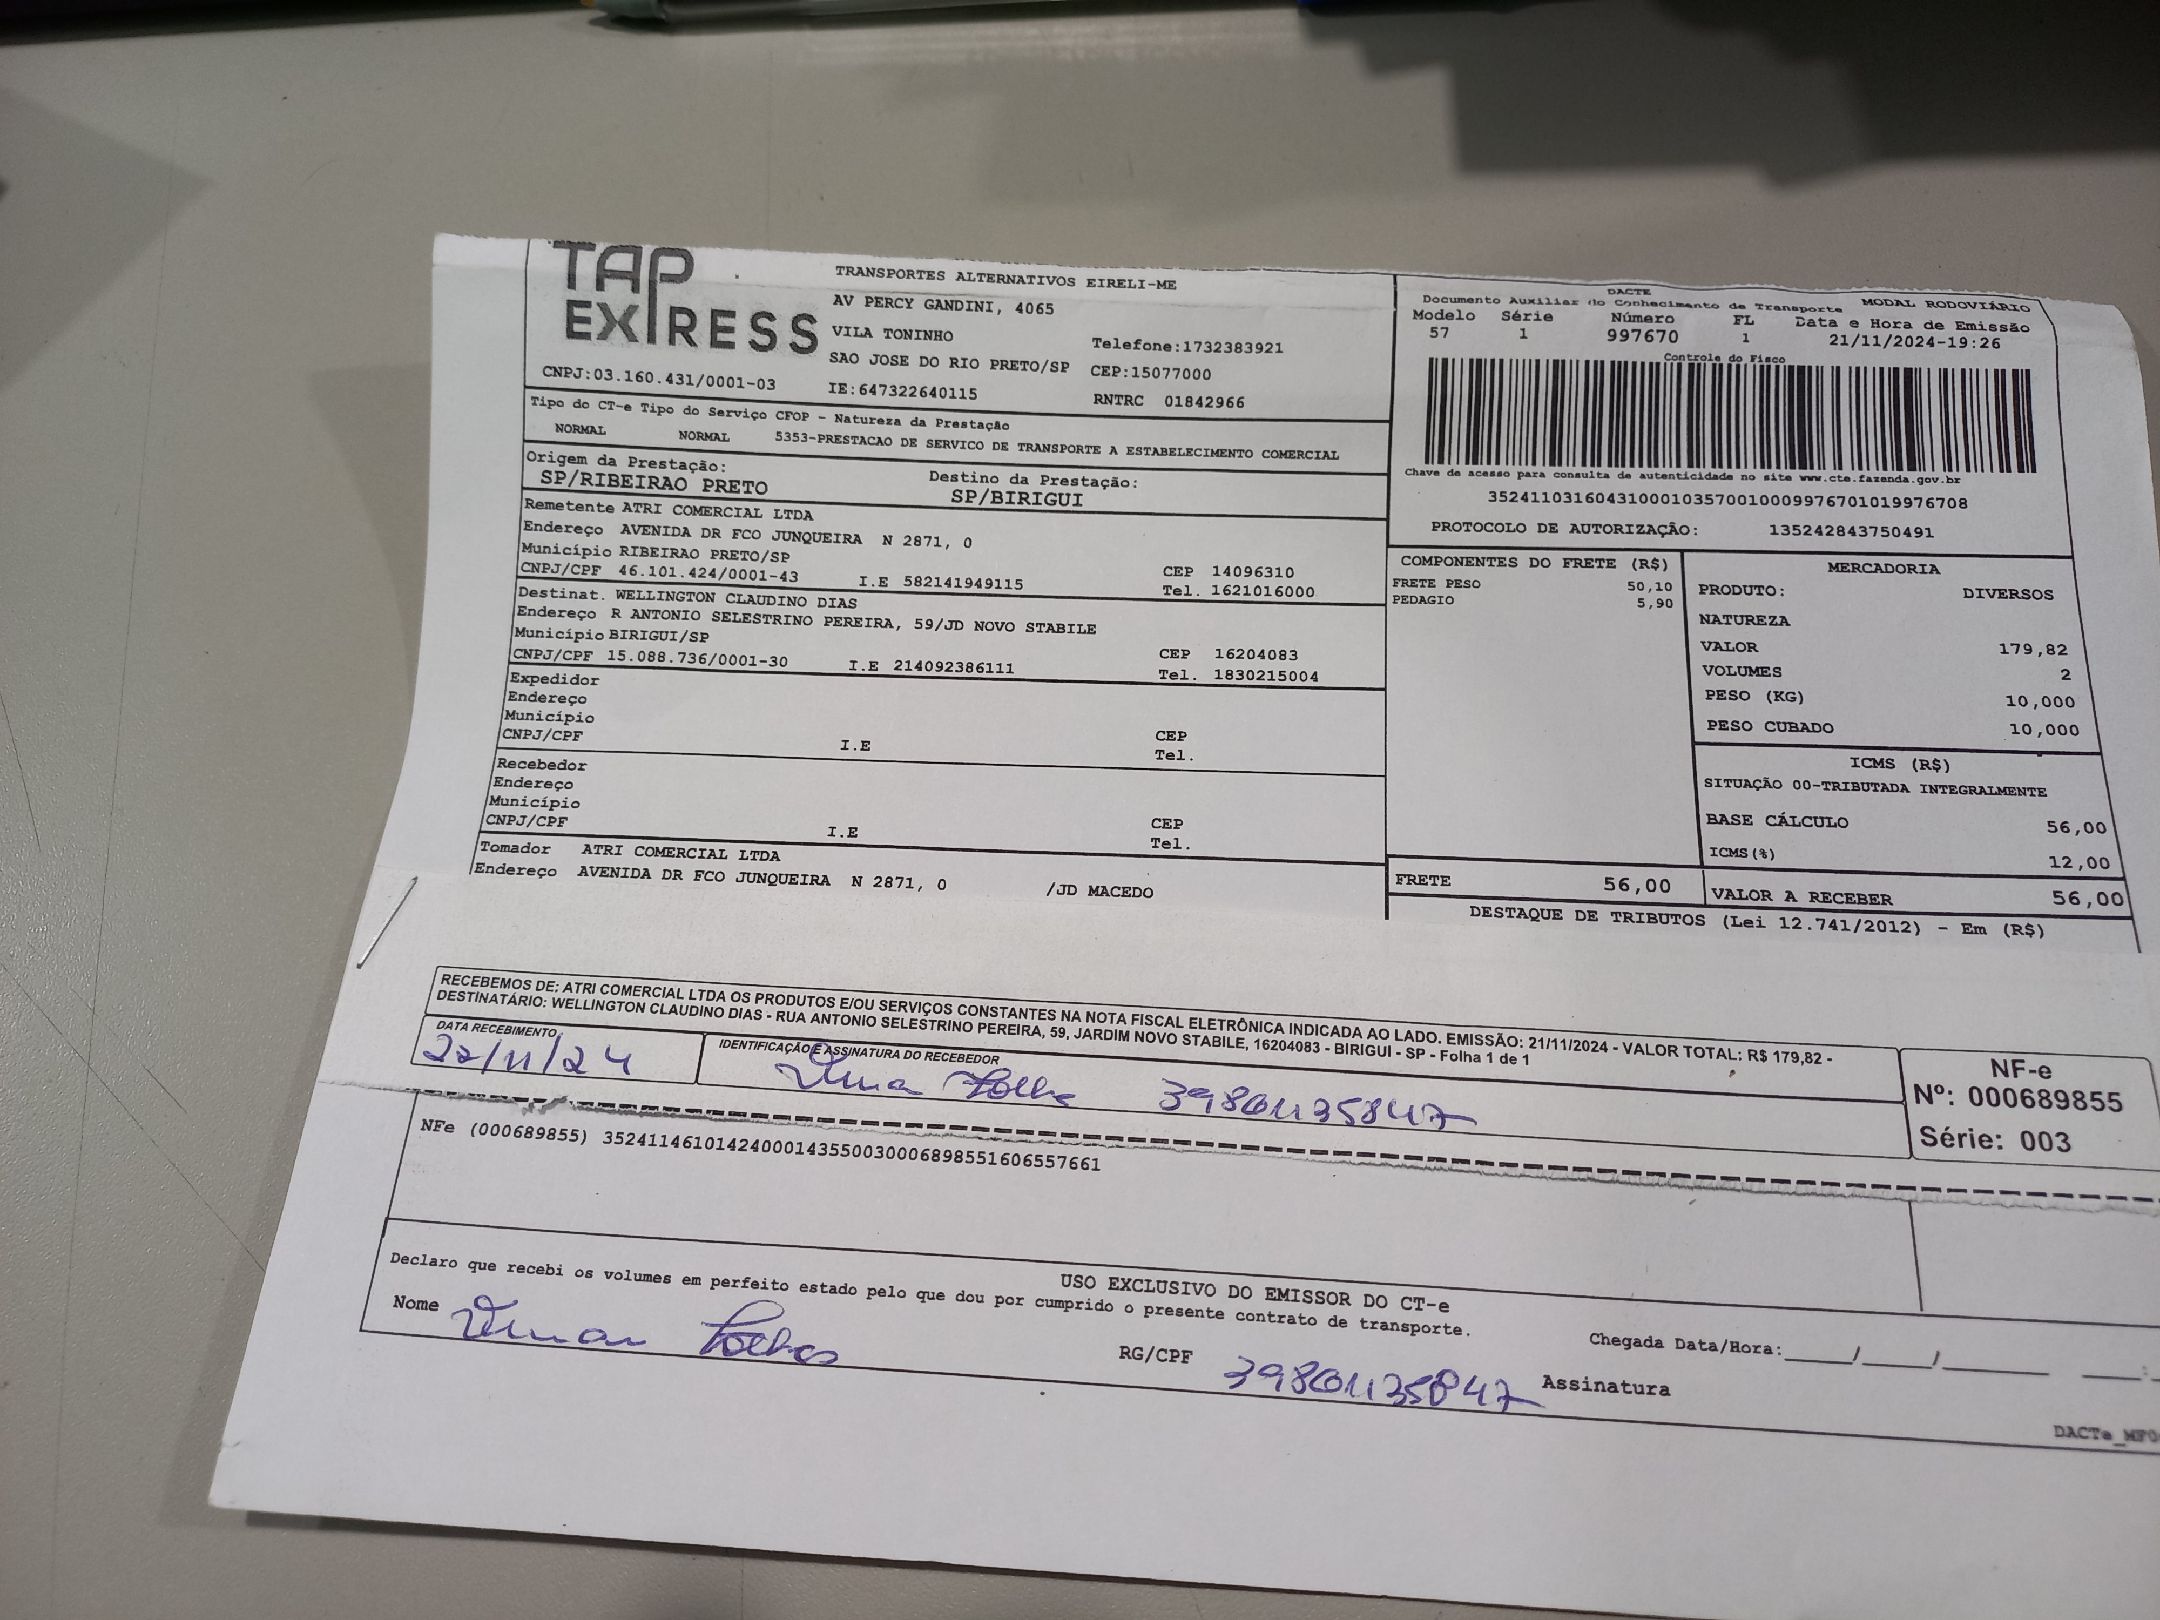 TAP EXPRESS
TRANSPORTES ALTERNATIVOS EIRELI-ME
AV PERCY GANDINI, 4065
VILA TONINHO
Telefone:1732383921
SAO JOSE DO RIO PRETO/SP CEP:15077000
CNPJ:03.160.431/0001-03 IE:647322640115 RNTRC 01842966
DACTE
Documento Auxiliar do Conhecimento de Transporte MODAL RODOVIÁRIO
Modelo Série Número FL Data e Hora de Emissão
57 1 997670 1 21/11/2024-19:26
Controle do Fisco
Chave de acesso para consulta de autenticidade no site www.cte.fazenda.gov.br
35241103160431000103570010009976701019976708
PROTOCOLO DE AUTORIZAÇÃO: 135242843750491
Tipo do CT-e Tipo do Serviço CFOP - Natureza da Prestação
NORMAL NORMAL 5353-PRESTACAO DE SERVICO DE TRANSPORTE A ESTABELECIMENTO COMERCIAL
Origem da Prestação: Destino da Prestação:
SP/RIBEIRAO PRETO SP/BIRIGUI
Remetente ATRI COMERCIAL LTDA
Endereço AVENIDA DR FCO JUNQUEIRA N 2871, 0
Município RIBEIRAO PRETO/SP CEP 14096310
CNPJ/CPF 46.101.424/0001-43 I.E 582141949115 Tel. 1621016000
Destinat. WELLINGTON CLAUDINO DIAS
Endereço R ANTONIO SELESTRINO PEREIRA, 59/JD NOVO STABILE
Município BIRIGUI/SP CEP 16204083
CNPJ/CPF 15.088.736/0001-30 I.E 214092386111 Tel. 1830215004
Expedidor
Endereço
Município CEP
CNPJ/CPF I.E Tel.
Recebedor
Endereço
Município CEP
CNPJ/CPF I.E Tel.
Tomador ATRI COMERCIAL LTDA
Endereço AVENIDA DR FCO JUNQUEIRA N 2871, 0 /JD MACEDO
COMPONENTES DO FRETE (R$)
FRETE PESO 50,10
PEDAGIO 5,90
MERCADORIA
PRODUTO: DIVERSOS
NATUREZA
VALOR 179,82
VOLUMES 2
PESO (KG) 10,000
PESO CUBADO 10,000
ICMS (R$)
SITUAÇÃO 00-TRIBUTADA INTEGRALMENTE
BASE CÁLCULO 56,00
ICMS(%) 12,00
FRETE 56,00 VALOR A RECEBER 56,00
DESTAQUE DE TRIBUTOS (Lei 12.741/2012) - Em (R$)
RECEBEMOS DE: ATRI COMERCIAL LTDA OS PRODUTOS E/OU SERVIÇOS CONSTANTES NA NOTA FISCAL ELETRÔNICA INDICADA AO LADO. EMISSÃO: 21/11/2024 - VALOR TOTAL: R$ 179,82 -
DESTINATÁRIO: WELLINGTON CLAUDINO DIAS - RUA ANTONIO SELESTRINO PEREIRA, 59, JARDIM NOVO STABILE, 16204083 - BIRIGUI - SP - Folha 1 de 1
DATA RECEBIMENTO IDENTIFICAÇÃO E ASSINATURA DO RECEBEDOR
22/11/24 39801135847
NF-e
Nº: 000689855
Série: 003
NFe (000689855) 35241146101424000143550030006898551606557661
USO EXCLUSIVO DO EMISSOR DO CT-e
Declaro que recebi os volumes em perfeito estado pelo que dou por cumprido o presente contrato de transporte.
Nome RG/CPF 39801135847 Assinatura
Chegada Data/Hora:_____/_____/_______ ____: